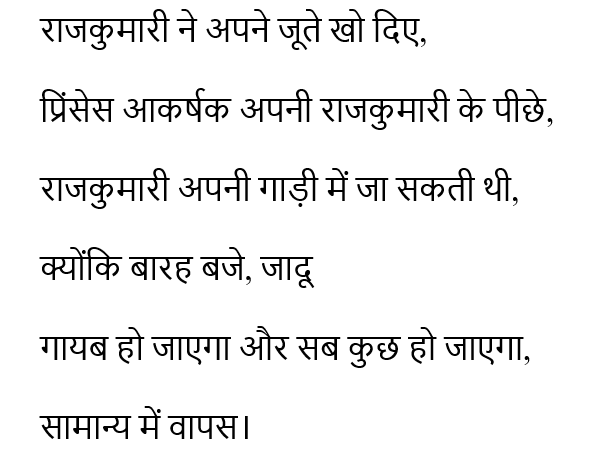 राजकुमारी ने अपने जूते खो दिए,
प्रिंसेस आकर्षक अपनी राजकुमारी के पीछे,
राजकुमारी अपनी गाड़ी में जा सकती थी,
क्योंकि बारह बजे, जादू
गायब हो जाएगा और सब कुछ हो जाएगा,
सामान्य में वापस।